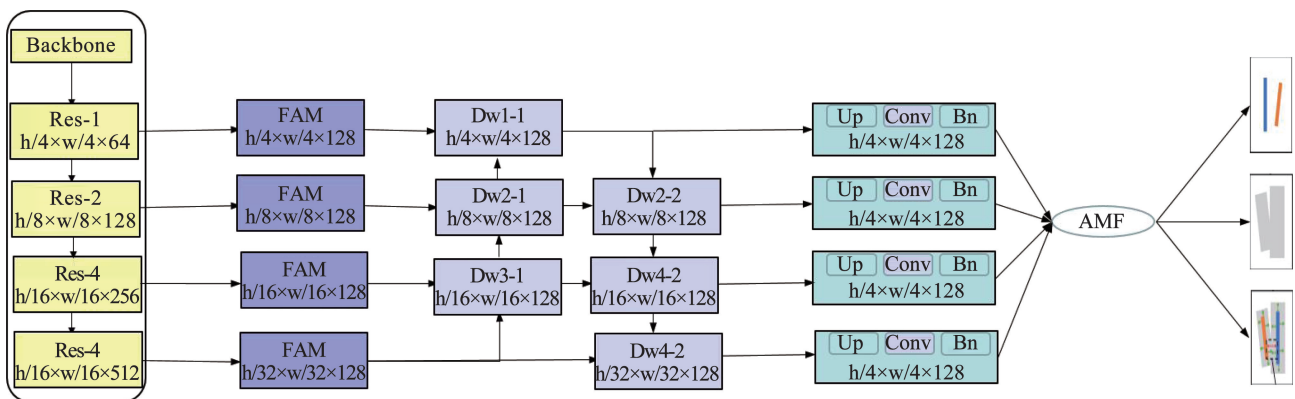 Backbone
Res-1
h/4×w/4×64
FAM
h/4×w/4×128
Dw1-1
h/4×w/4×128
Up Conv Bn
h/4×w/4×128
Res-2
h/8×w/8×128
FAM
h/8×w/8×128
Dw2-1
h/8×w/8×128
Dw2-2
h/8×w/8×128
Up Conv Bn
h/4×w/4×128
AMF
Res-4
h/16×w/16×256
FAM
h/16×w/16×128
Dw3-1
h/16×w/16×128
Dw4-2
h/16×w/16×128
Up Conv Bn
h/4×w/4×128
Res-4
h/16×w/16×512
FAM
h/32×w/32×128
Dw4-2
h/32×w/32×128
Up Conv Bn
h/4×w/4×128